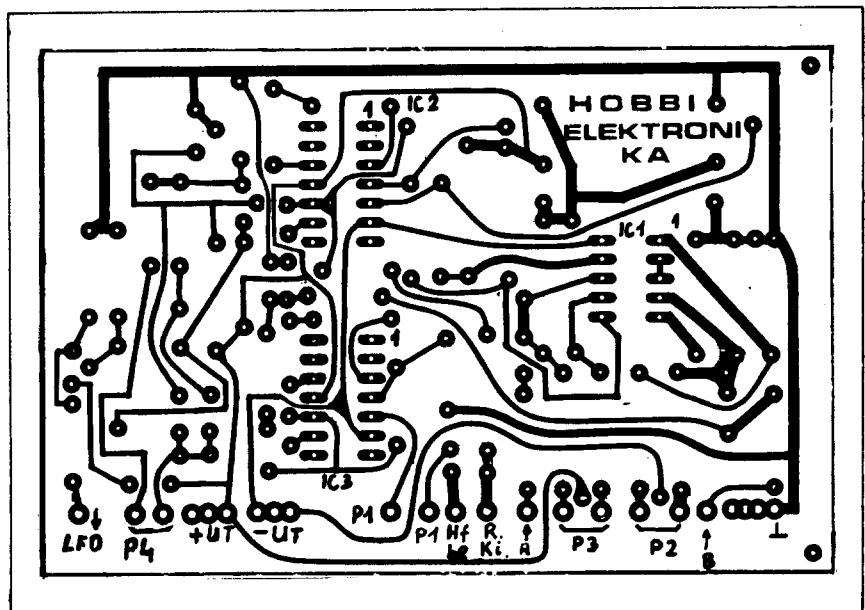 HOBBI
ELEKTRONI
KA
1 IC2
IC1 1
1
IC3
LFO
P4
+UT
-UT
P1
P1
Hf
be
R.
Ki.
A
P3
P2
B